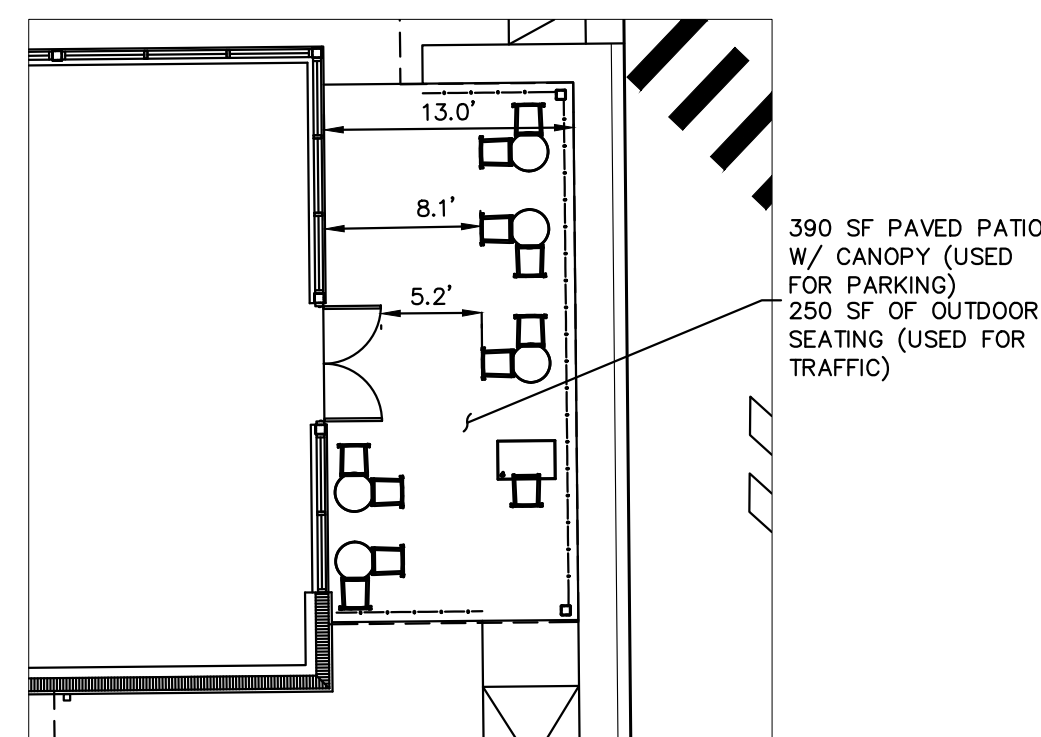 13.0'
8.1'
5.2'
390 SF PAVED PATIO
W/ CANOPY (USED
FOR PARKING)
250 SF OF OUTDOOR
SEATING (USED FOR
TRAFFIC)